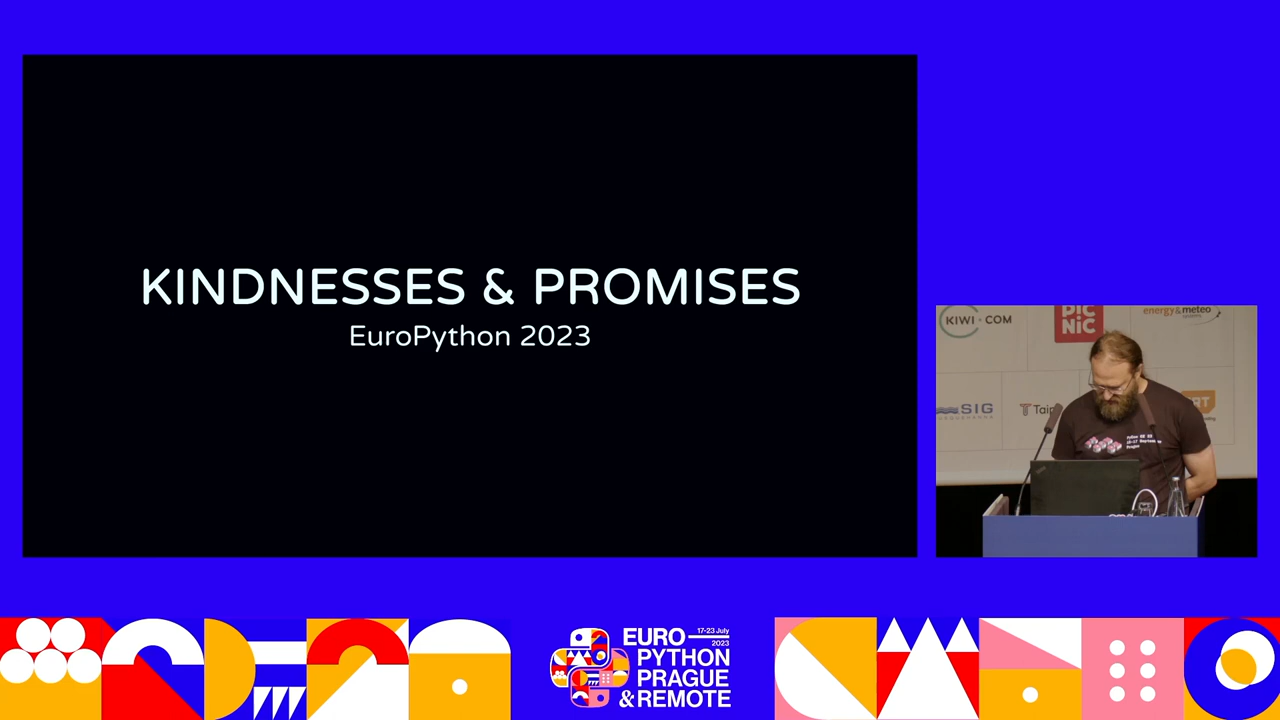 KINDNESSES & PROMISES
EuroPython 2023
KIWI.COM
PiC
NiC
energy & meteo
systems
SIG
17-23 July
2023
EURO
PYTHON
PRAGUE
& REMOTE